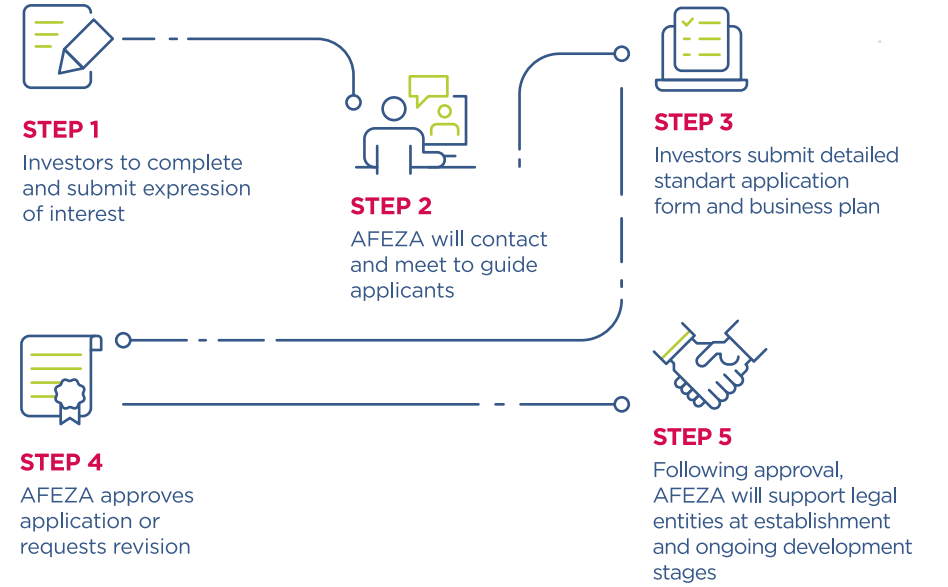 STEP 1
Investors to complete
and submit expression
of interest
STEP 2
AFEZA will contact
and meet to guide
applicants
STEP 3
Investors submit detailed
standart application
form and business plan
STEP 4
AFEZA approves
application or
requests revision
STEP 5
Following approval,
AFEZA will support legal
entities at establishment
and ongoing development
stages